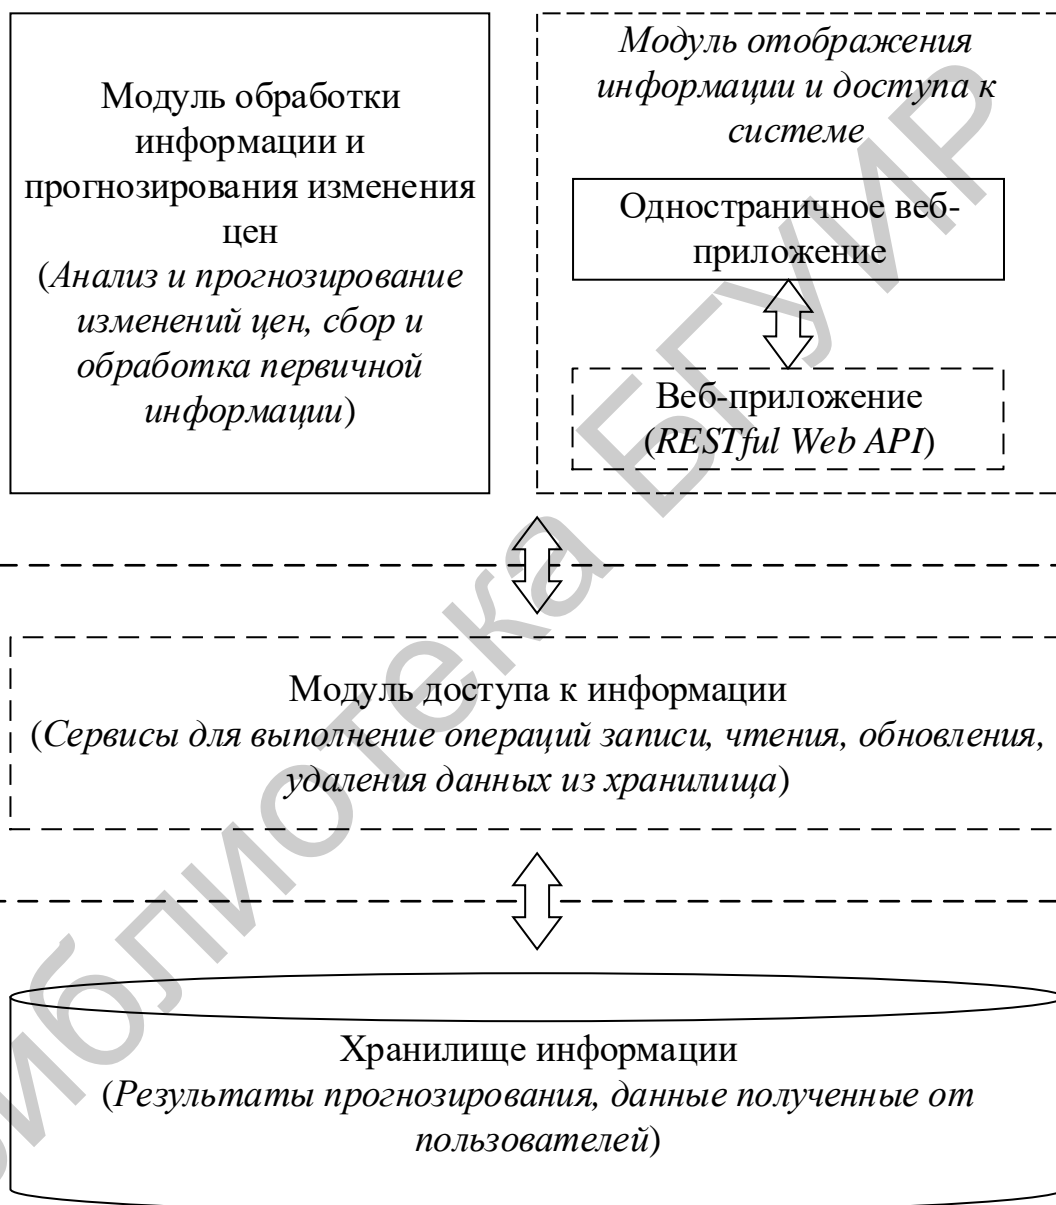 Модуль обработки
информации и
прогнозирования изменения
цен
(Анализ и прогнозирование
изменений цен, сбор и
обработка первичной
информации)
Модуль отображения
информации и доступа к
системе
Одностраничное веб-
приложение
Веб-приложение
(RESTful Web API)
Модуль доступа к информации
(Сервисы для выполнение операций записи, чтения, обновления,
удаления данных из хранилища)
Хранилище информации
(Результаты прогнозирования, данные полученные от
пользователей)
Библиотека БГУИР